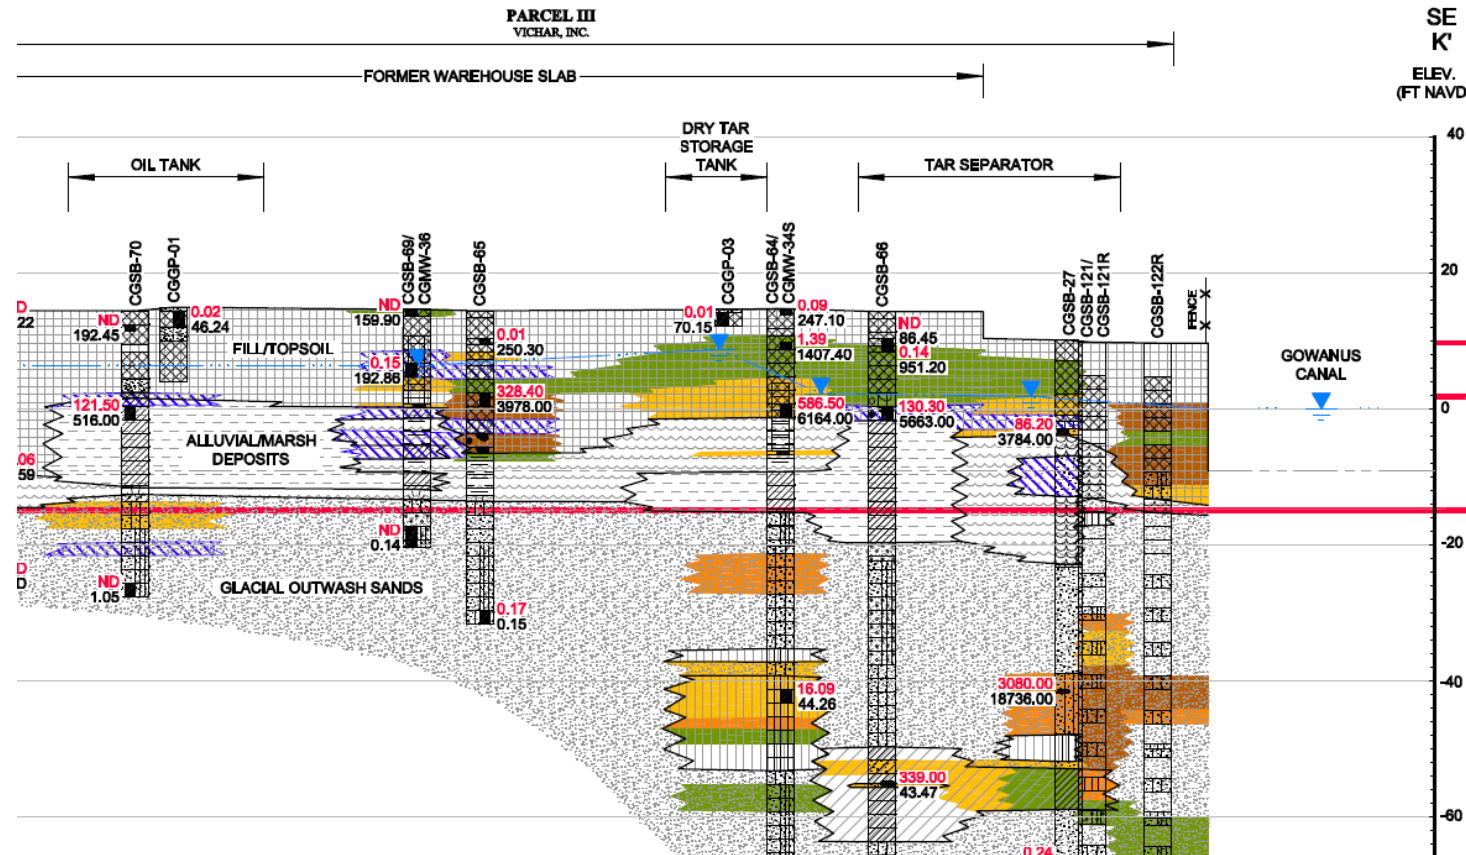 PARCEL III
VICHAR, INC.
SE
K'
FORMER WAREHOUSE SLAB
ELEV.
(FT NAVD
40
DRY TAR
STORAGE
TANK
OIL TANK
TAR SEPARATOR
CGSB-70
CGGP-01
CGSB-69/
CGMW-36
CGSB-65
CGGP-03
CGSB-64/
CGMW-34S
CGSB-66
CGSB-27
CGSB-121/
CGSB-121R
CGSB-122R
FENCE
X
X
20
D
22
ND
192.45
0.02
46.24
ND
159.90
0.01
250.30
0.01
70.15
0.09
247.10
ND
86.45
1.39
1407.40
0.14
951.20
FILL/TOPSOIL
0.15
192.86
GOWANUS
CANAL
328.40
3978.00
121.50
516.00
586.50
6164.00
130.30
5663.00
86.20
3784.00
0
ALLUVIAL/MARSH
DEPOSITS
.06
59
ND
0.14
-20
D
D
ND
1.05
GLACIAL OUTWASH SANDS
0.17
0.15
16.09
44.26
3080.00
18736.00
-40
339.00
43.47
-60
0.24